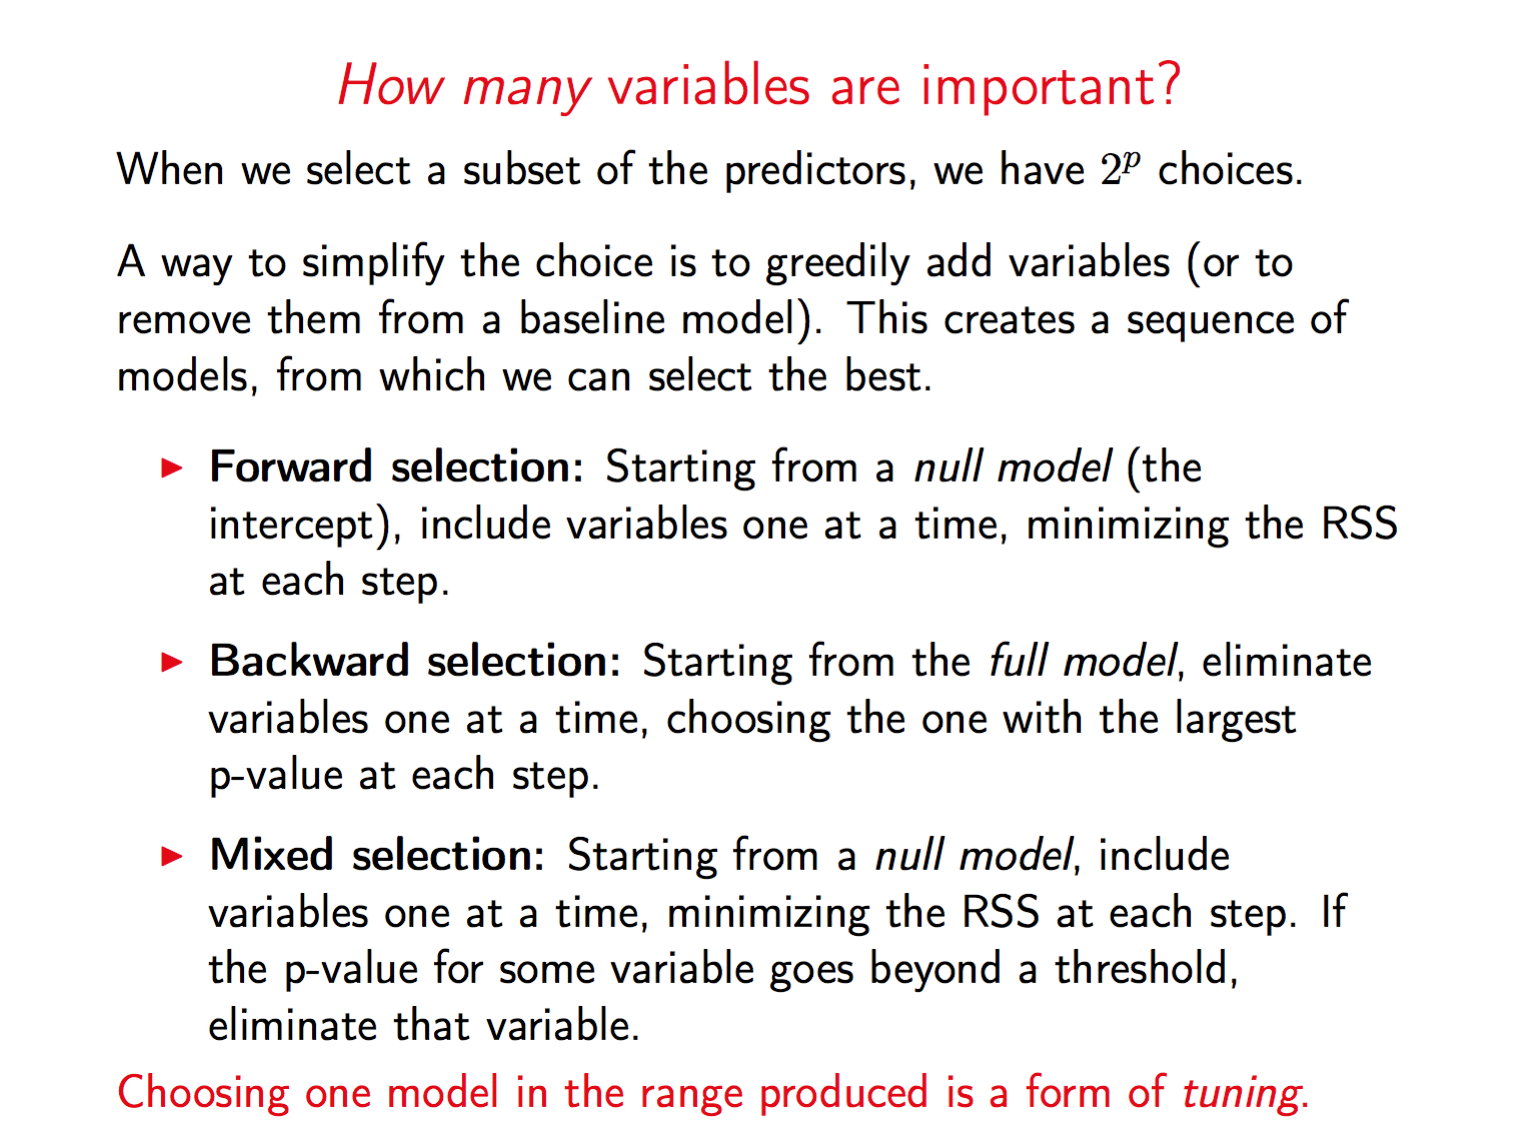 How many variables are important?
When we select a subset of the predictors, we have 2^p choices.
A way to simplify the choice is to greedily add variables (or to
remove them from a baseline model). This creates a sequence of
models, from which we can select the best.
▶ Forward selection: Starting from a null model (the
intercept), include variables one at a time, minimizing the RSS
at each step.
▶ Backward selection: Starting from the full model, eliminate
variables one at a time, choosing the one with the largest
p-value at each step.
▶ Mixed selection: Starting from a null model, include
variables one at a time, minimizing the RSS at each step. If
the p-value for some variable goes beyond a threshold,
eliminate that variable.
Choosing one model in the range produced is a form of tuning.